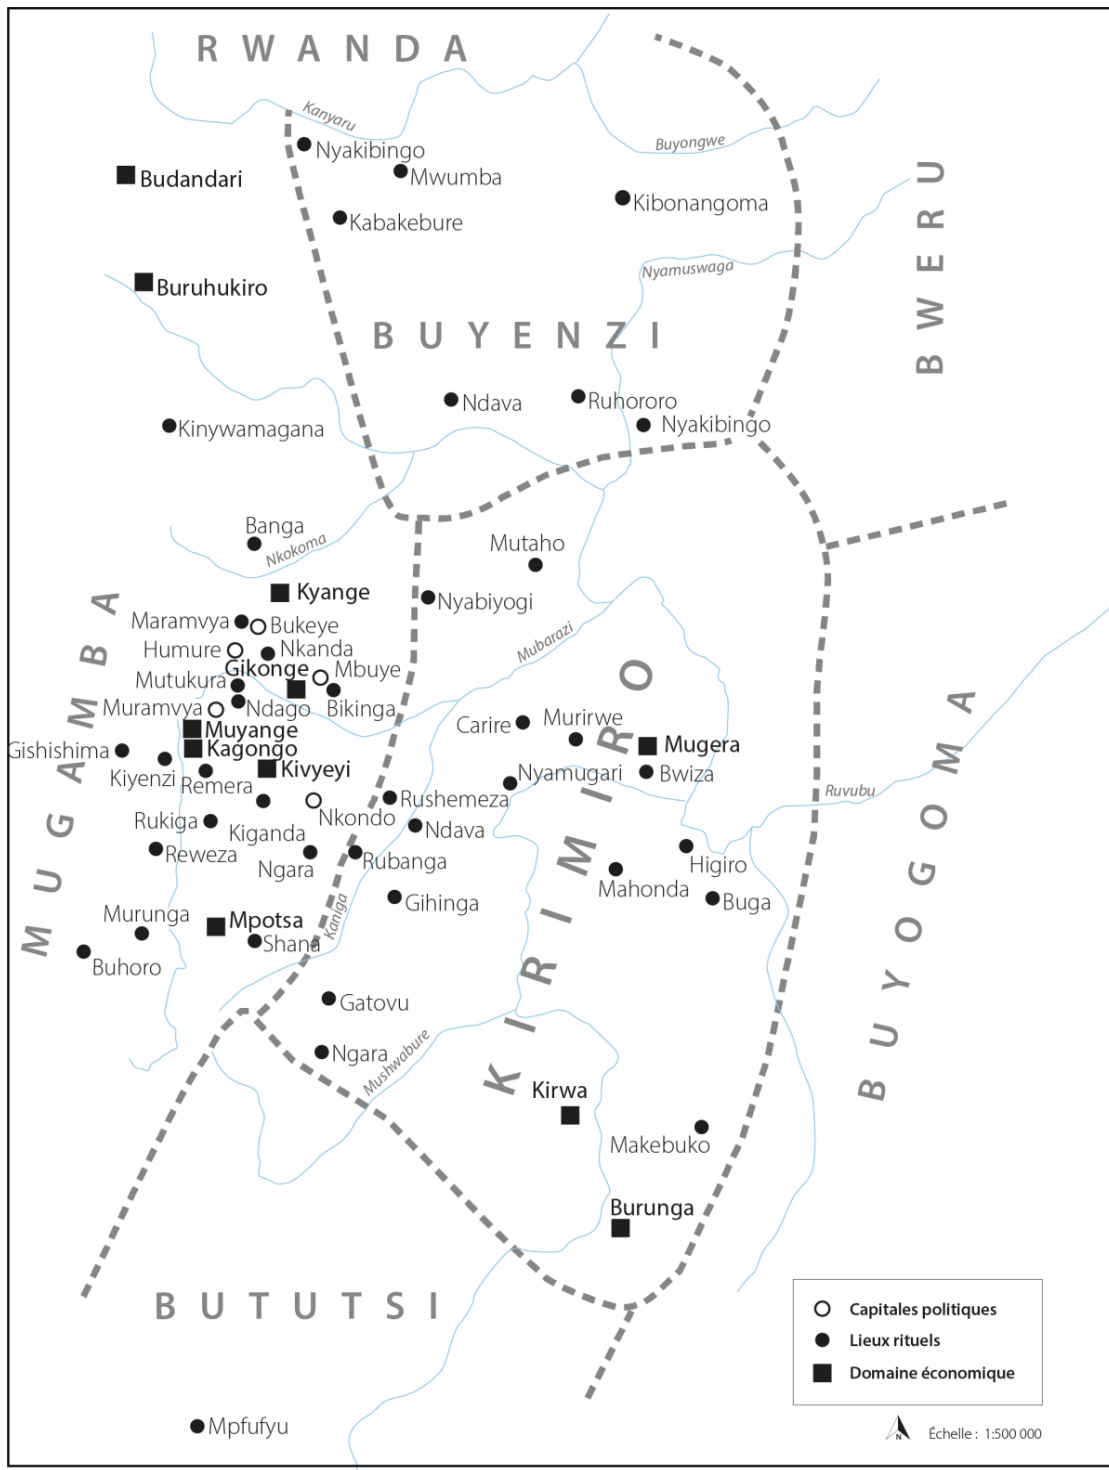 RWANDA
Kanyaru
Nyakibingo
Mwumba
Buyongwe
Budandari
Kabakebure
Kibonangoma
BWERU
Nyamuswaga
Buruhukiro
BUYENZI
Ndava
Ruhororo
Nyakibingo
Kinywamagana
Banga
Nkokoma
Mutaho
Kyange
Nyabiyogi
MUGAMBA
Maramvya
Bukeye
Humure
Nkanda
Mubarazi
Gikonge
Mbuye
Mutukura
Muramvya
Ndago
Bikinga
KIRIMIRO
Carire
Murirwe
Muyange
Kagongo
Mugera
Gishishima
Kiyenzi
Remera
Kivyeyi
Nyamugari
Bwiza
Ruvubu
BUYOGOMA
Rushemeza
Nkondo
Rukiga
Kiganda
Ndava
Reweza
Ngara
Rubanga
Higiro
Mahonda
Buga
Gihinga
Kaniga
Murunga
Mpotsa
Shana
Buhoro
Gatovu
Ngara
Mushwabure
Kirwa
Makebuko
Burunga
BUTUTSI
Mpfufyu
Capitales politiques
Lieux rituels
Domaine économique
N
Échelle : 1:500 000